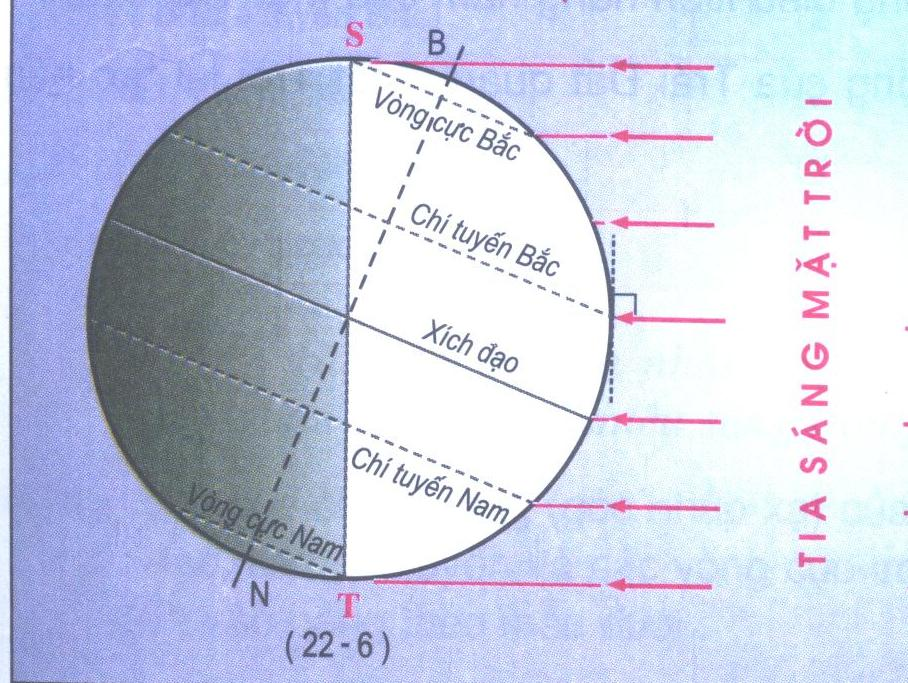 S
B
Vòng cực Bắc
Chí tuyến Bắc
Xích đạo
Chí tuyến Nam
Vòng cực Nam
N
T
(22-6)
TIA SÁNG MẶT TRỜI